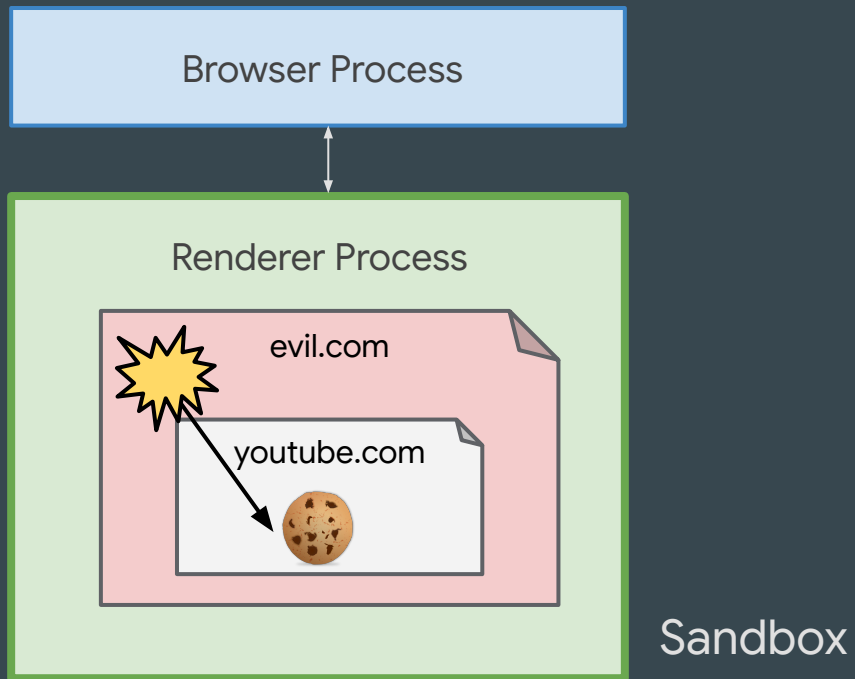 Browser Process
Renderer Process
evil.com
youtube.com
Sandbox